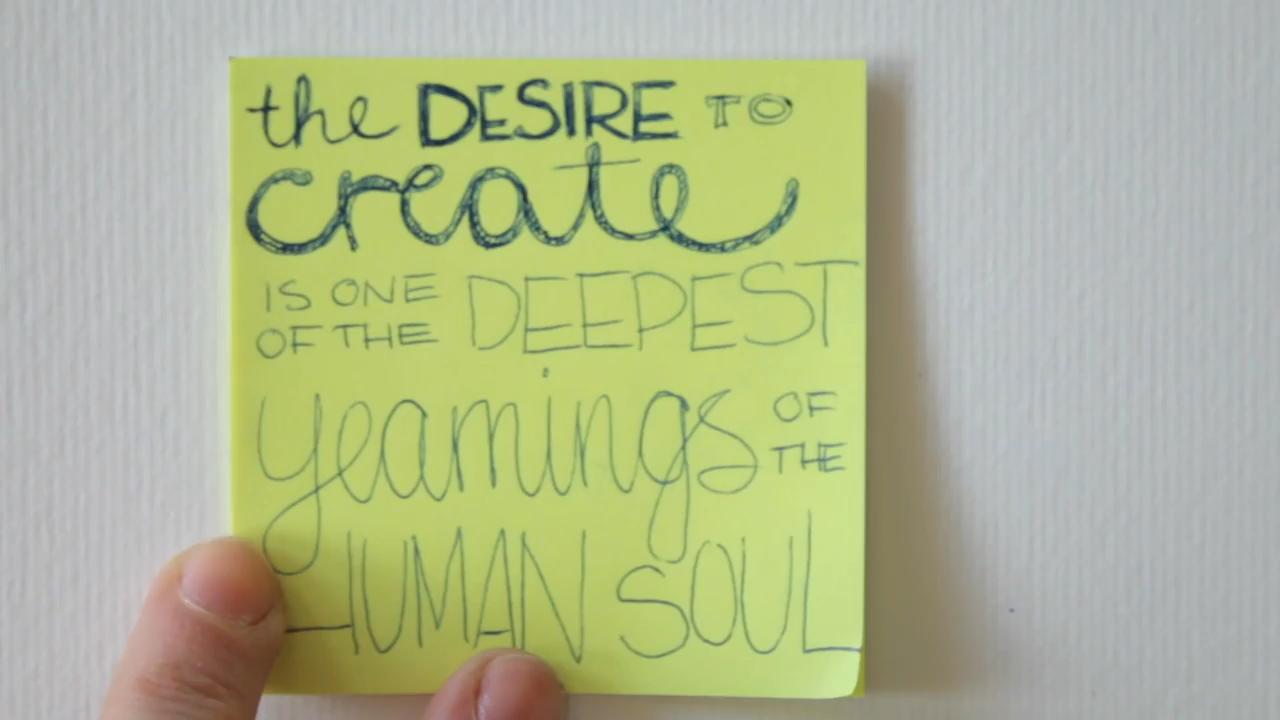 the DESIRE TO
create
IS ONE
OF THE DEEPEST
yearnings OF
THE
HUMAN SOUL